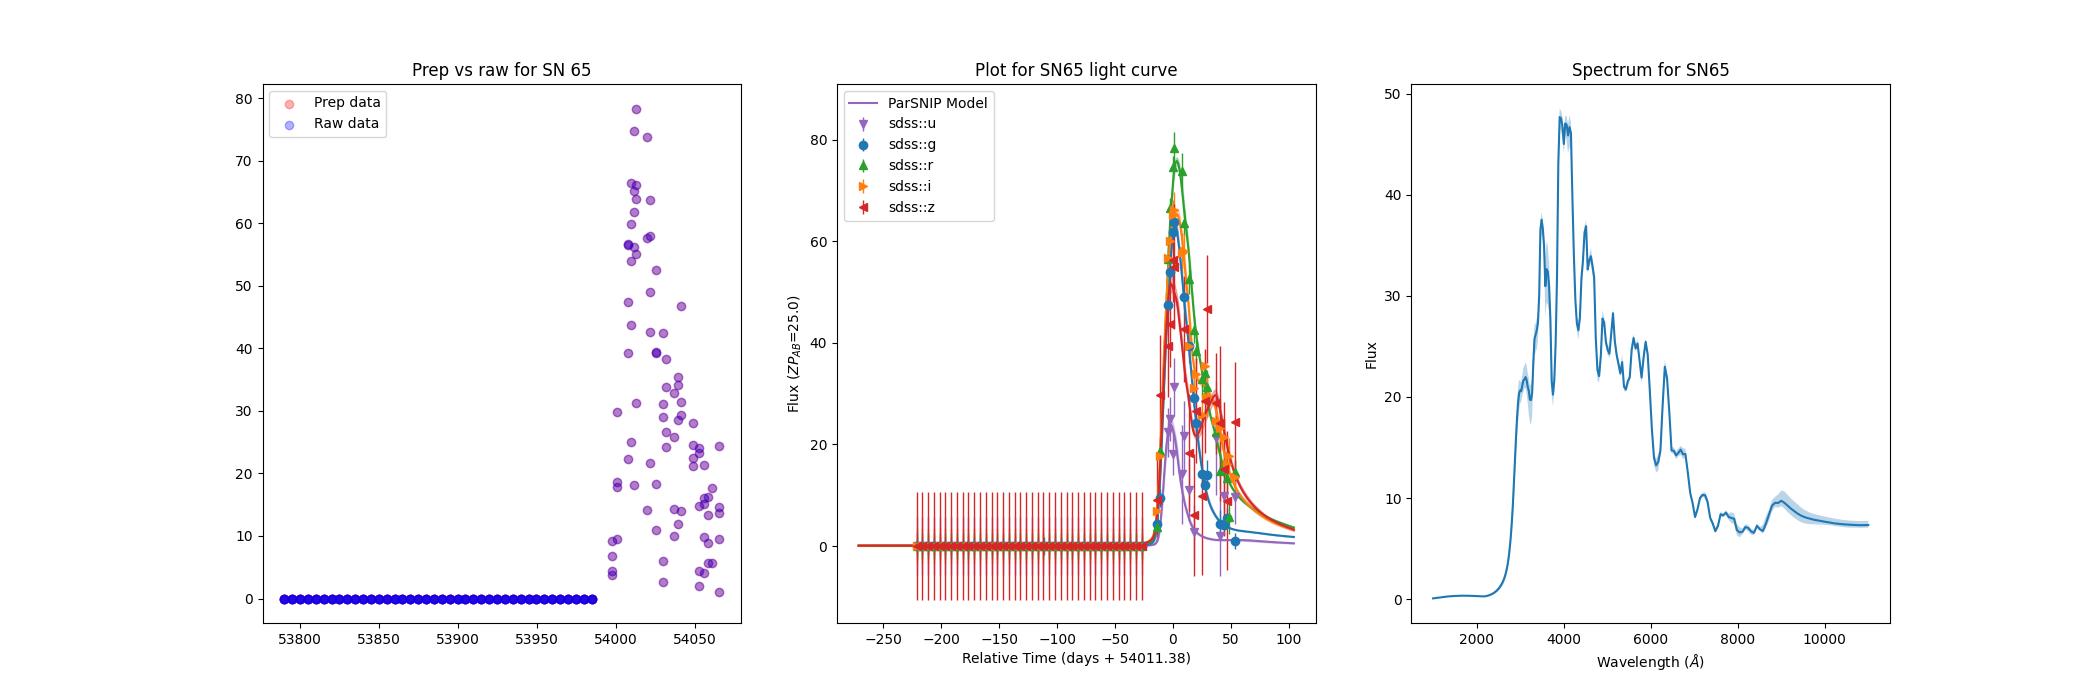 Prep vs raw for SN 65
80
70
60
50
40
30
20
10
0
53800
53850
53900
53950
54000
54050
Prep data
Raw data
Plot for SN65 light curve
Flux (ZP_AB=25.0)
80
60
40
20
0
−250
−200
−150
−100
−50
0
50
100
Relative Time (days + 54011.38)
ParSNIP Model
sdss::u
sdss::g
sdss::r
sdss::i
sdss::z
Spectrum for SN65
Flux
50
40
30
20
10
0
2000
4000
6000
8000
10000
Wavelength (Å)